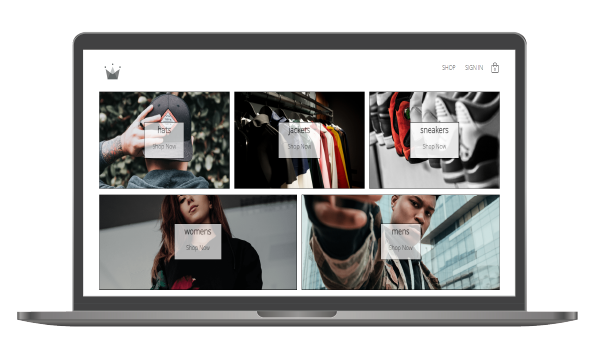 SHOP SIGN IN
0
hats
Shop Now
jackets
Shop Now
sneakers
Shop Now
womens
Shop Now
mens
Shop Now